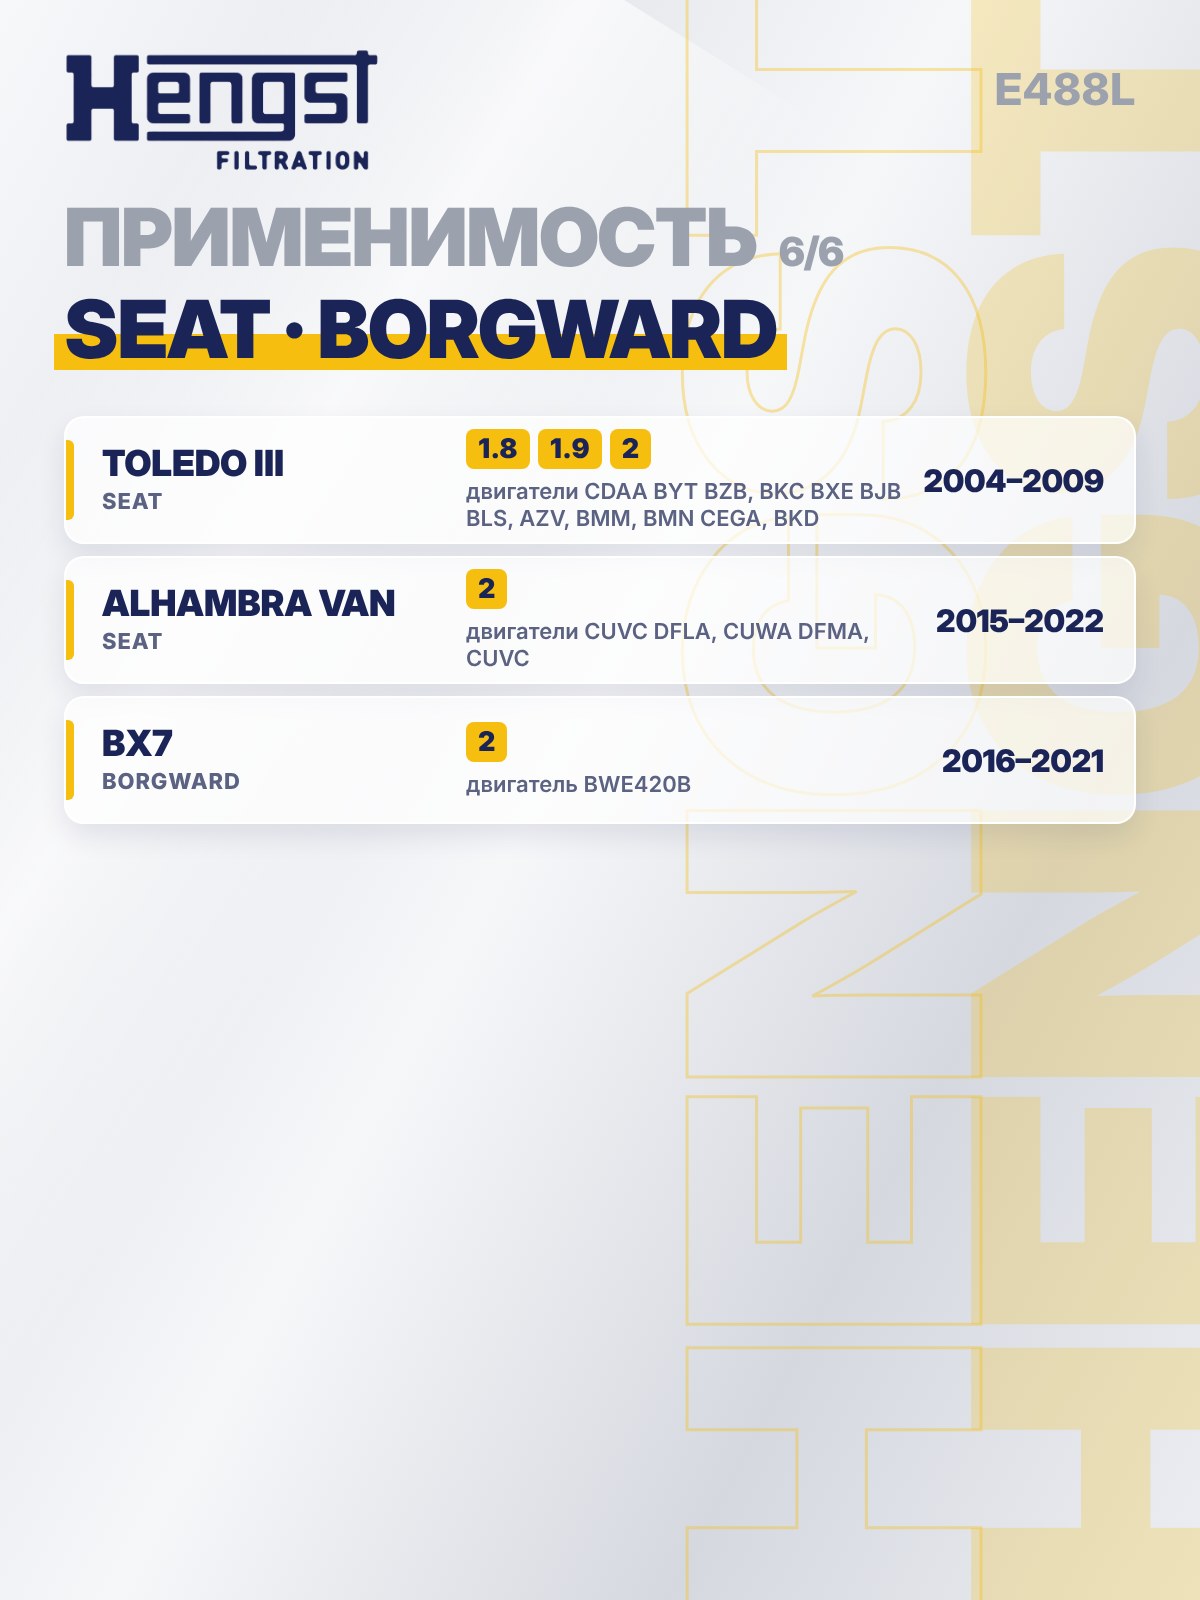 Hengst
FILTRATION
E488L
ПРИМЕНИМОСТЬ 6/6
SEAT · BORGWARD
TOLEDO III
SEAT
1.8 1.9 2
двигатели CDAA BYT BZB, BKC BXE BJB
BLS, AZV, BMM, BMN CEGA, BKD
2004–2009
ALHAMBRA VAN
SEAT
2
двигатели CUVC DFLA, CUWA DFMA,
CUVC
2015–2022
BX7
BORGWARD
2
двигатель BWE420B
2016–2021
HENGST
HENGST